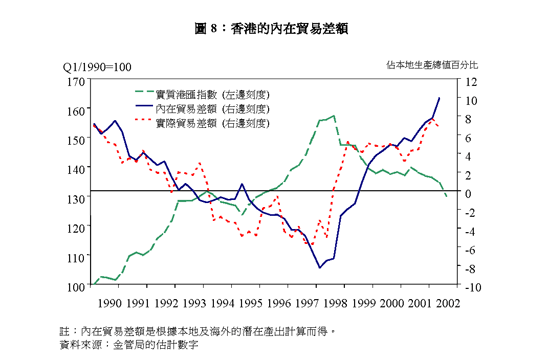 圖 8：香港的內在貿易差額
Q1/1990=100
佔本地生產總值百分比
170
160
150
140
130
120
110
100
12
10
8
6
4
2
0
-2
-4
-6
-8
-10
實質港匯指數 (左邊刻度)
內在貿易差額 (右邊刻度)
實際貿易差額 (右邊刻度)
1990 1991 1992 1993 1994 1995 1996 1997 1998 1999 2000 2001 2002
註：內在貿易差額是根據本地及海外的潛在產出計算而得。
資料來源：金管局的估計數字